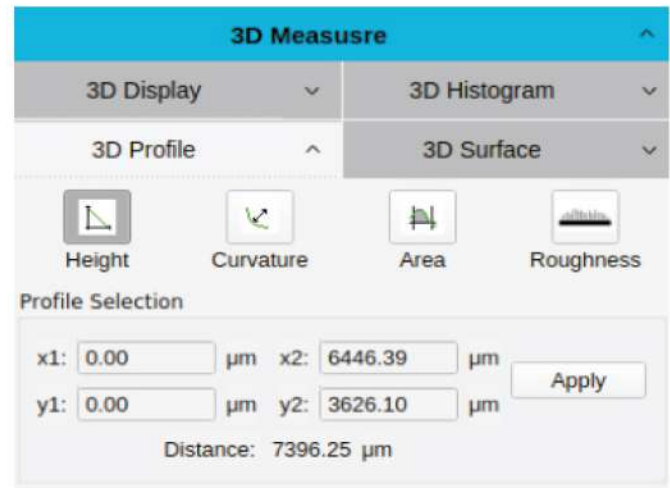 3D Measusre
3D Display 3D Histogram
3D Profile 3D Surface
Height Curvature Area Roughness
Profile Selection
x1: 0.00 µm x2: 6446.39 µm
Apply
y1: 0.00 µm y2: 3626.10 µm
Distance: 7396.25 µm